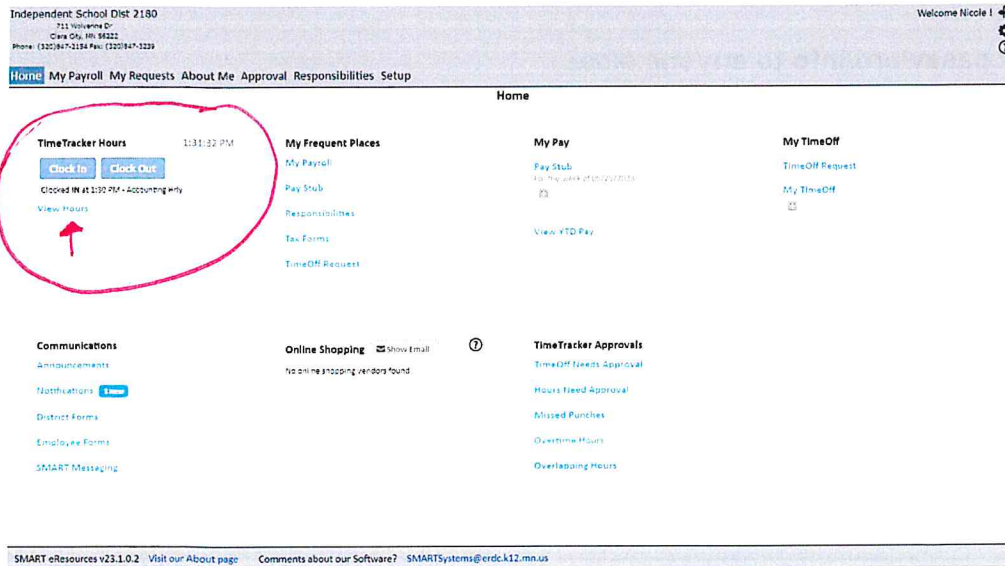 Independent School Dist 2180
711 Wolverine Dr
Clara City, MN 56222
Phone: (320)847-2154 Fax: (320)847-3239
Welcome Nicole !
Home My Payroll My Requests About Me Approval Responsibilities Setup
Home
TimeTracker Hours 1:31:32 PM
Clock In Clock Out
Clocked IN at 1:30 PM - Accounting Hrly
View Hours
My Frequent Places
My Payroll
Pay Stub
Responsibilities
Tax Forms
TimeOff Request
My Pay
Pay Stub
View YTD Pay
My TimeOff
TimeOff Request
My TimeOff
Communications
Announcements
Notifications
District Forms
Employee Forms
SMART Messaging
Online Shopping Show Email ?
No online shopping vendors found
TimeTracker Approvals
TimeOff Needs Approval
Hours Need Approval
Missed Punches
Overtime Hours
Overlapping Hours
SMART eResources v23.1.0.2 Visit our About page Comments about our Software? SMARTSystems@erdc.k12.mn.us